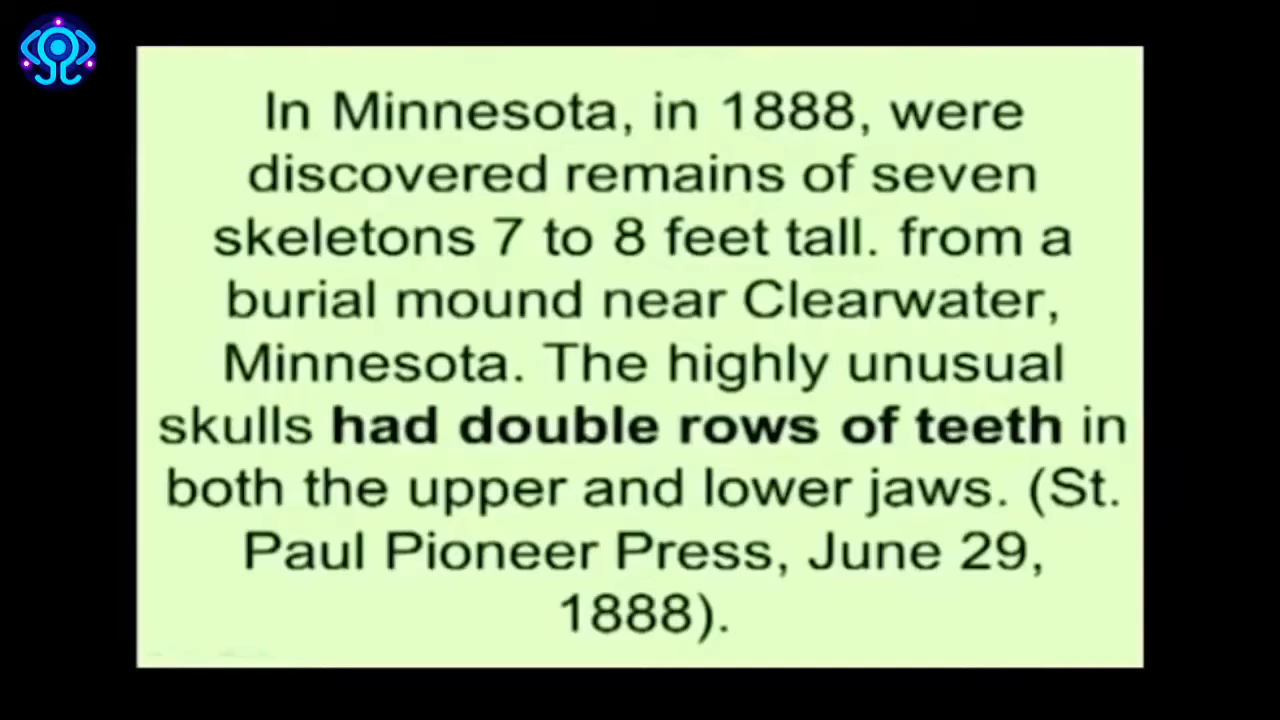 In Minnesota, in 1888, were
discovered remains of seven
skeletons 7 to 8 feet tall. from a
burial mound near Clearwater,
Minnesota. The highly unusual
skulls had double rows of teeth in
both the upper and lower jaws. (St.
Paul Pioneer Press, June 29,
1888).